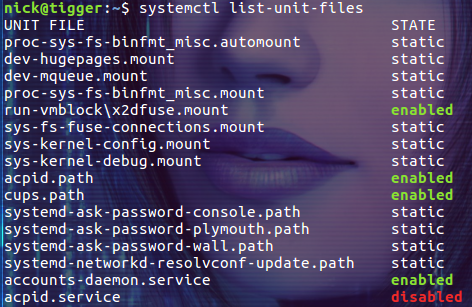 nick@tigger:~$ systemctl list-unit-files
UNIT FILE STATE
proc-sys-fs-binfmt_misc.automount static
dev-hugepages.mount static
dev-mqueue.mount static
proc-sys-fs-binfmt_misc.mount static
run-vmblock\x2dfuse.mount enabled
sys-fs-fuse-connections.mount static
sys-kernel-config.mount static
sys-kernel-debug.mount static
acpid.path enabled
cups.path enabled
systemd-ask-password-console.path static
systemd-ask-password-plymouth.path static
systemd-ask-password-wall.path static
systemd-networkd-resolvconf-update.path static
accounts-daemon.service enabled
acpid.service disabled